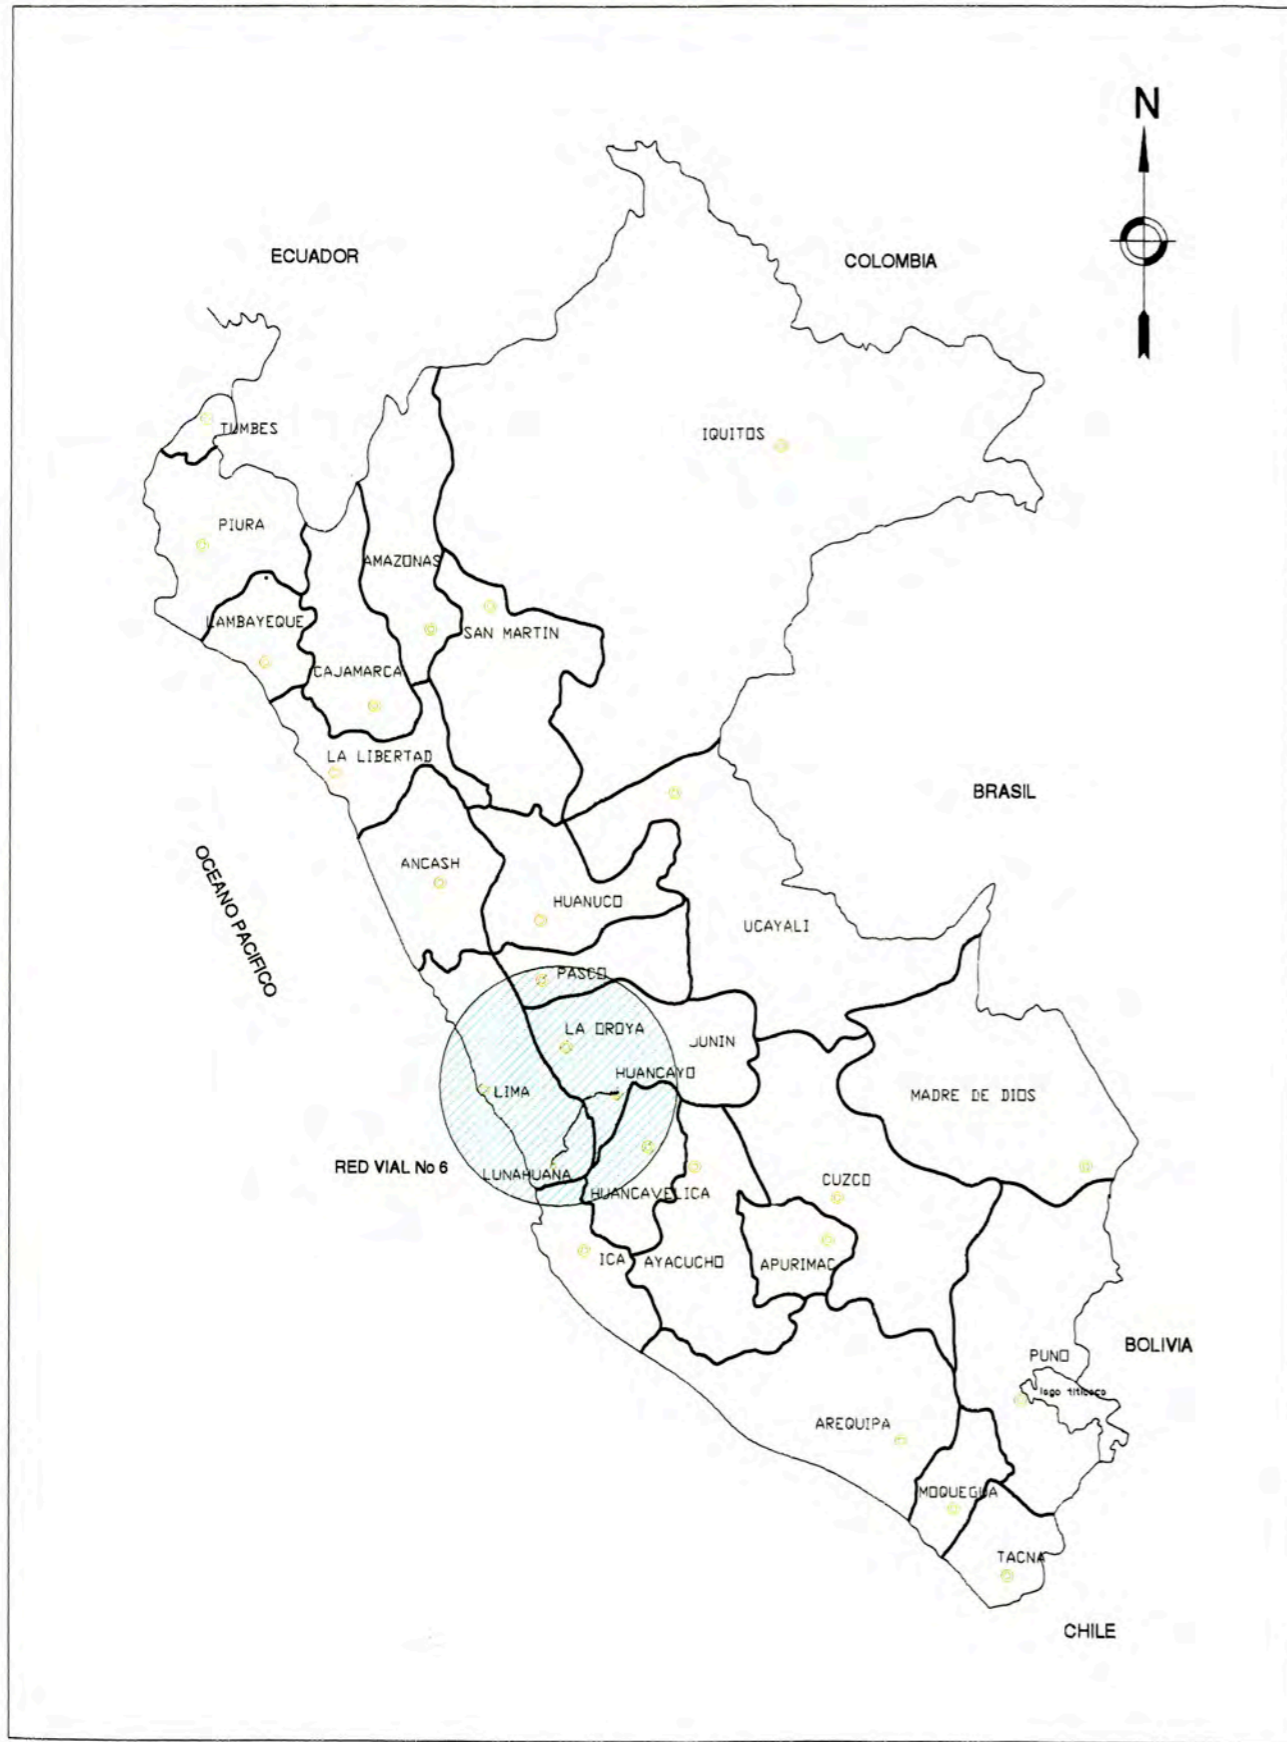 N
ECUADOR
COLOMBIA
TUMBES
IQUITOS
PIURA
AMAZONAS
LAMBAYEQUE
SAN MARTIN
CAJAMARCA
LA LIBERTAD
BRASIL
ANCASH
OCEANO PACIFICO
HUANUCO
UCAYALI
PASCO
LA OROYA
JUNIN
HUANCAYO
LIMA
MADRE DE DIOS
RED VIAL No 6
LUNAHUANA
CUZCO
HUANCAVELICA
ICA
AYACUCHO
APURIMAC
PUNO
BOLIVIA
lago titicaca
AREQUIPA
MOQUEGUA
TACNA
CHILE